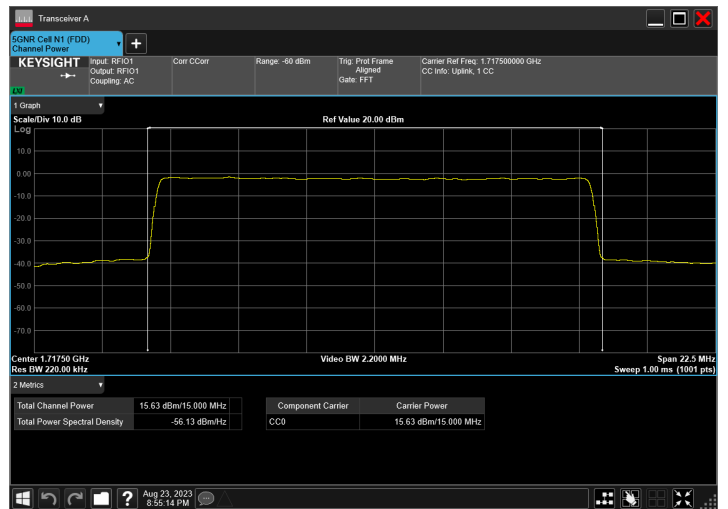 Transceiver A
5GNR Cell N1 (FDD)
Channel Power
KEYSIGHT
LXI
Input: RFIO1
Output: RFIO1
Coupling: AC
Corr CCorr
Range: -60 dBm
Trig: Prot Frame
Aligned
Gate: FFT
Carrier Ref Freq: 1.717500000 GHz
CC Info: Uplink, 1 CC
1 Graph
Scale/Div 10.0 dB
Ref Value 20.00 dBm
Log
10.0
0.00
-10.0
-20.0
-30.0
-40.0
-50.0
-60.0
-70.0
Center 1.71750 GHz
Video BW 2.2000 MHz
Span 22.5 MHz
Res BW 220.00 kHz
Sweep 1.00 ms (1001 pts)
2 Metrics
Total Channel Power 15.63 dBm/15.000 MHz
Total Power Spectral Density -56.13 dBm/Hz
Component Carrier Carrier Power
CC0 15.63 dBm/15.000 MHz
Aug 23, 2023
8:55:14 PM